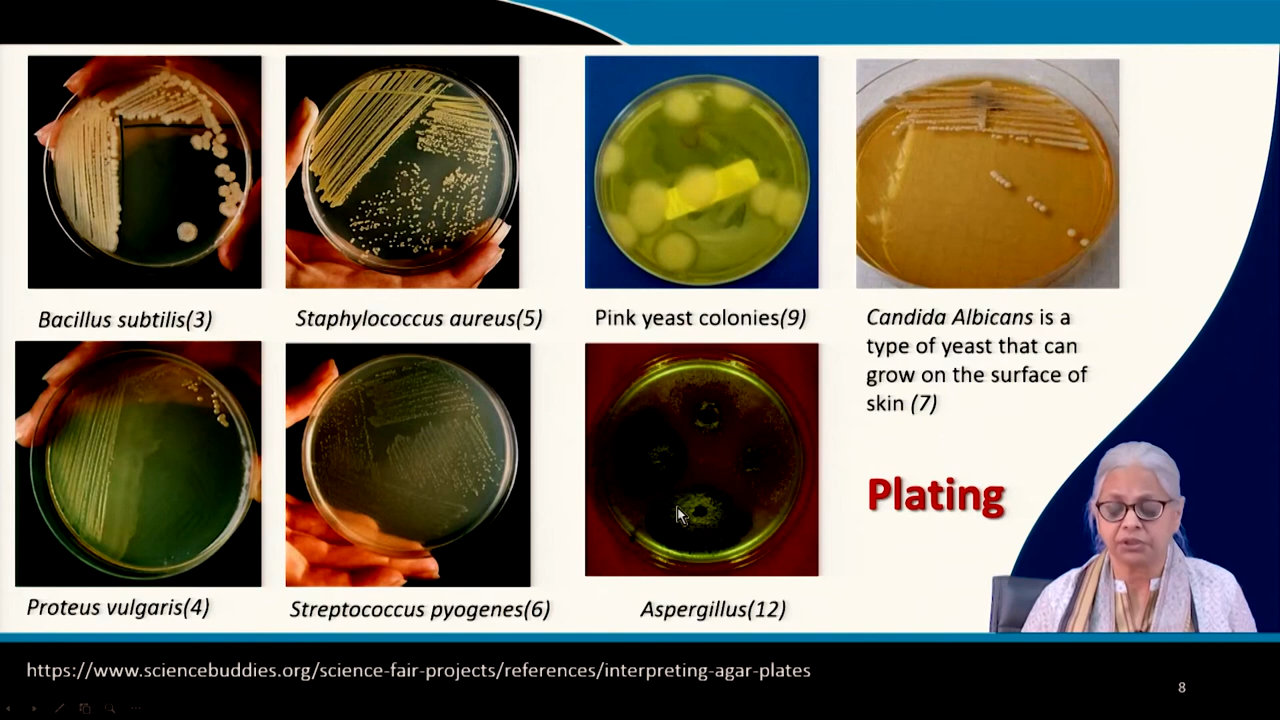 Bacillus subtilis(3)
Staphylococcus aureus(5)
Pink yeast colonies(9)
Candida Albicans is a
type of yeast that can
grow on the surface of
skin (7)
Plating
Proteus vulgaris(4)
Streptococcus pyogenes(6)
Aspergillus(12)
https://www.sciencebuddies.org/science-fair-projects/references/interpreting-agar-plates
8